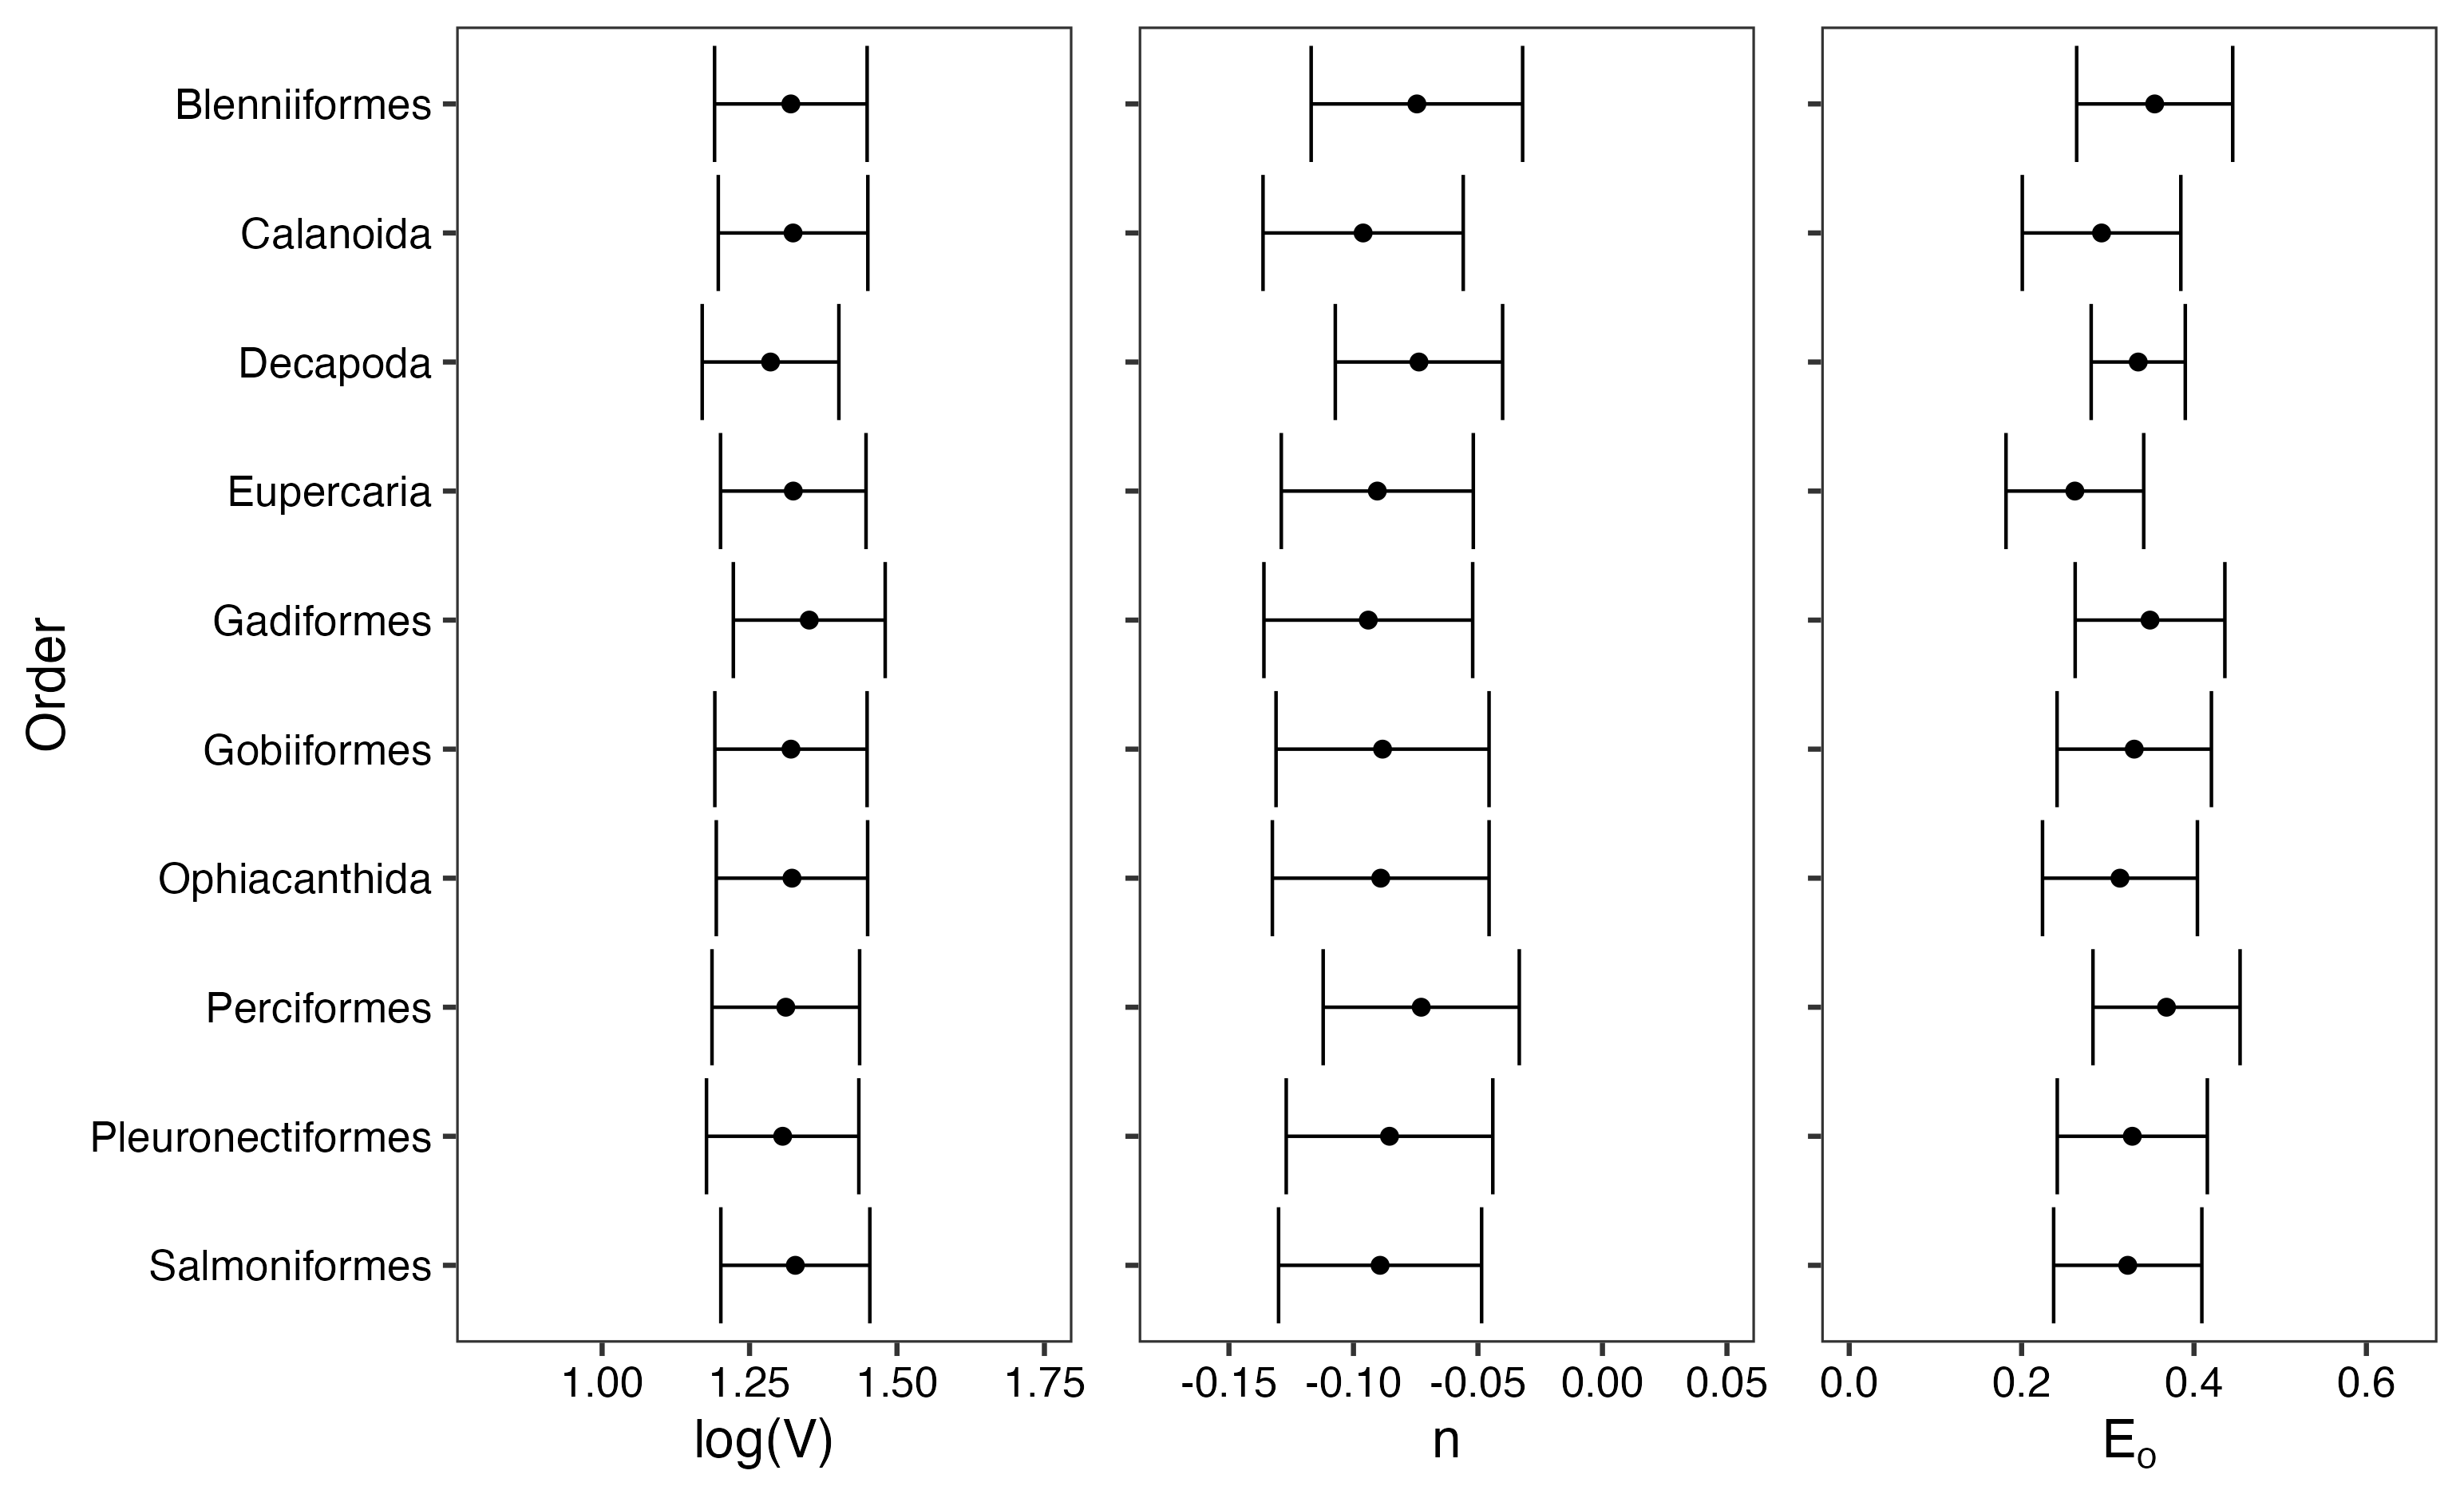 Order
Blenniiformes
Calanoida
Decapoda
Eupercaria
Gadiformes
Gobiiformes
Ophiacanthida
Perciformes
Pleuronectiformes
Salmoniformes
1.00 1.25 1.50 1.75
log(V)
-0.15 -0.10 -0.05 0.00 0.05
n
0.0 0.2 0.4 0.6
Eo